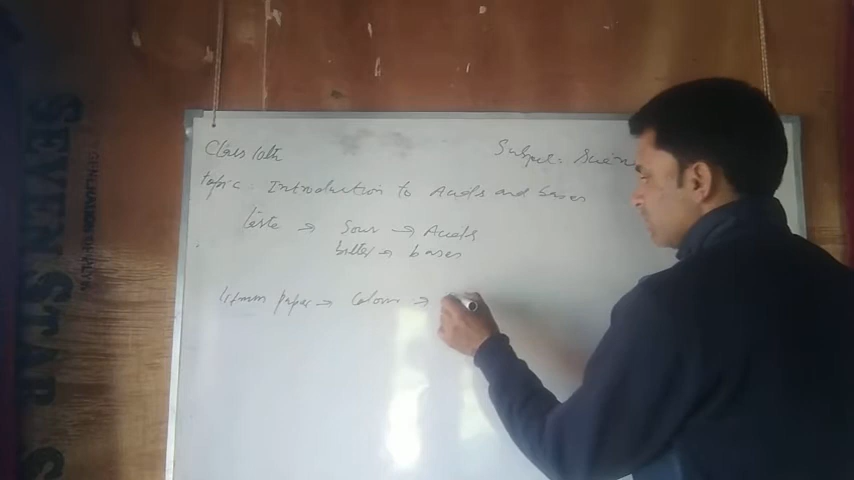 Class 10th
Subject: Scien
Topic: Introduction to Acids and bases
Taste → Sour → Acids
bitter → bases
litmus paper → Colour →
SEVEN STAR